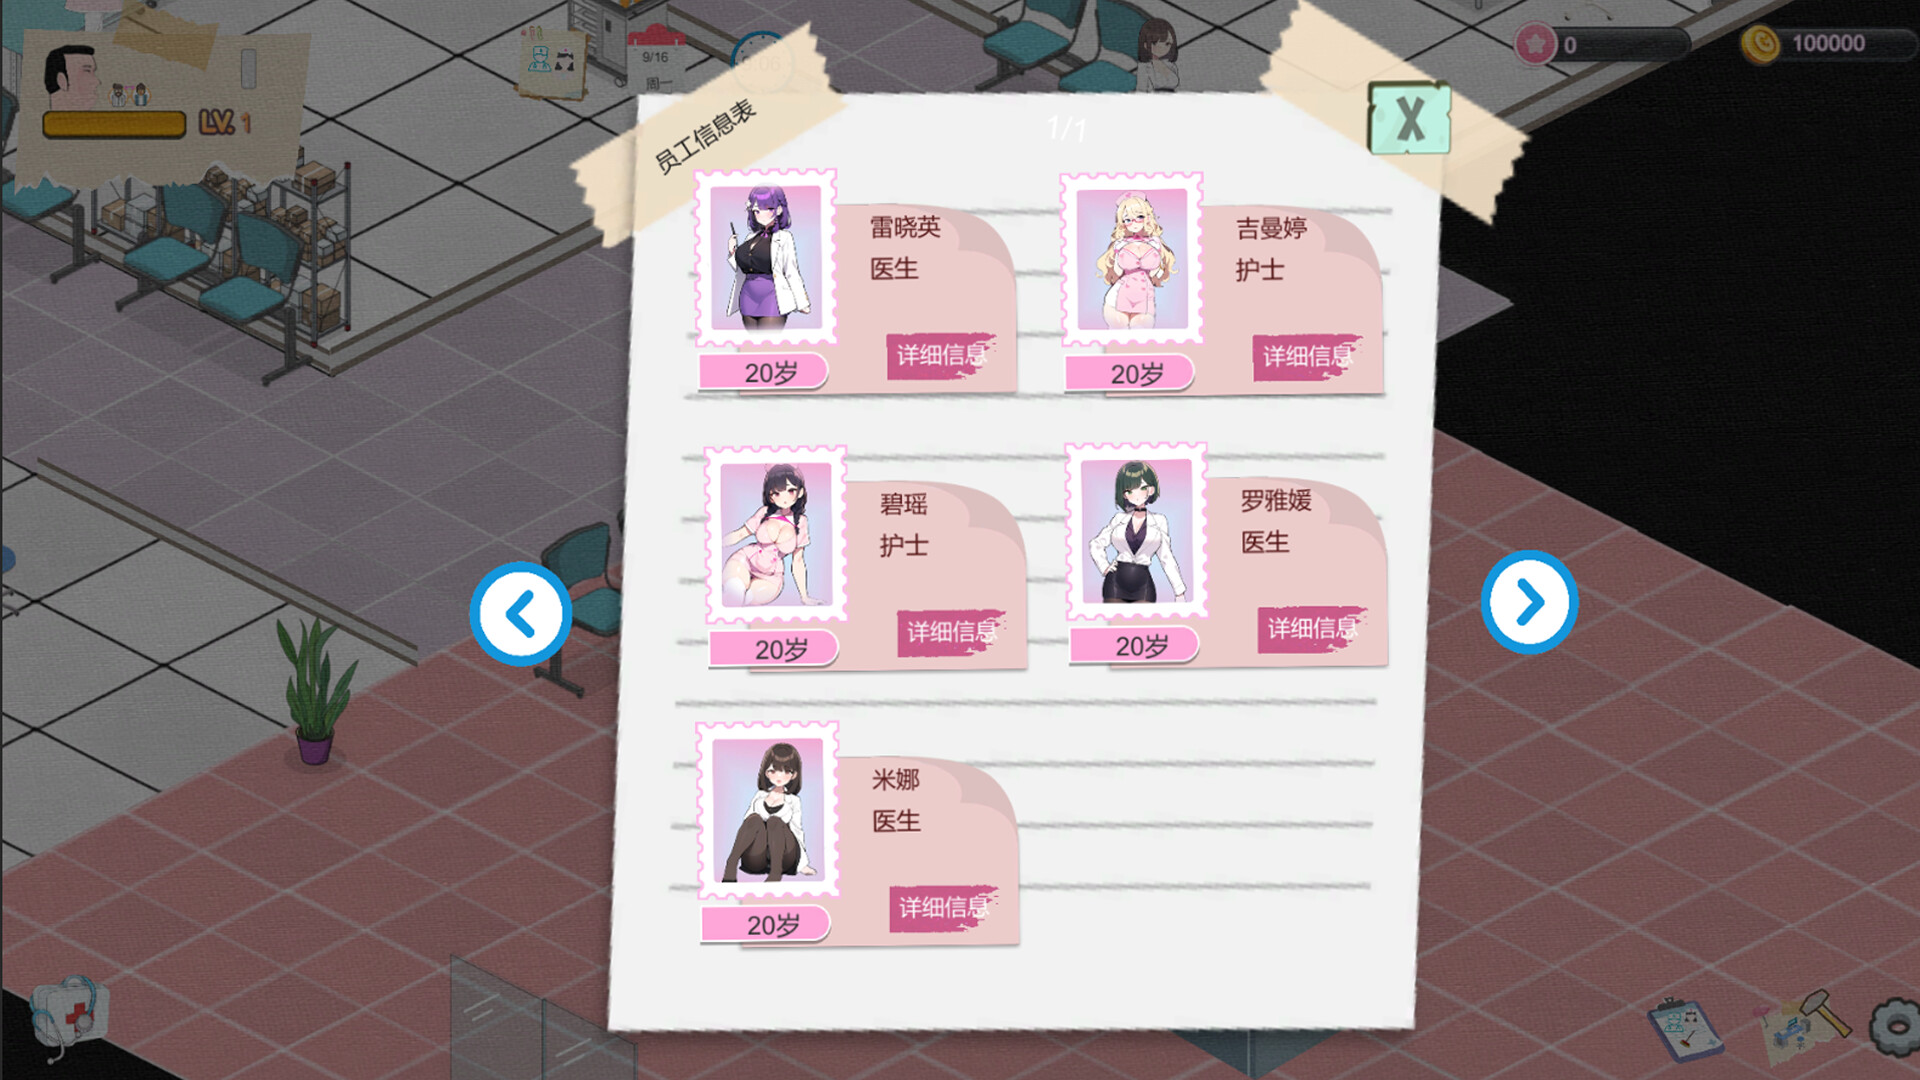 LV. 1
9/16
周一
0
100000
员工信息表
1/1
X
雷晓英
医生
详细信息
20岁
吉曼婷
护士
详细信息
20岁
碧瑶
护士
详细信息
20岁
罗雅媛
医生
详细信息
20岁
米娜
医生
详细信息
20岁